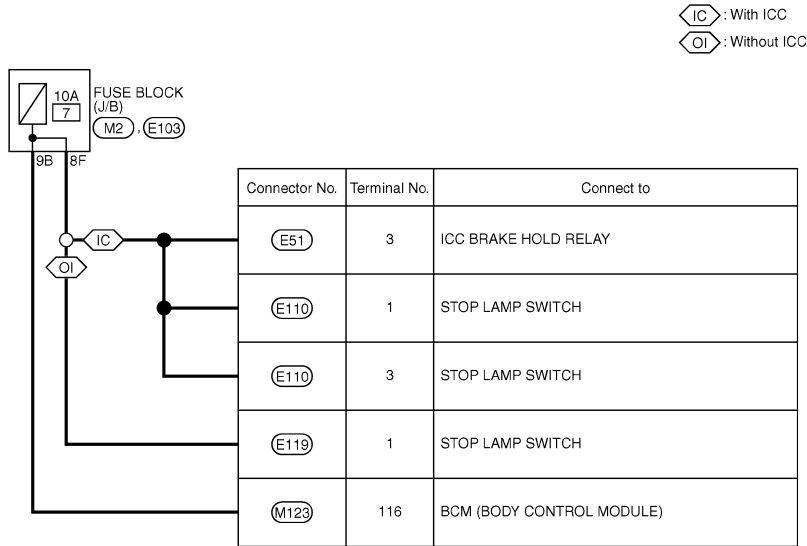 IC : With ICC
OI : Without ICC
10A FUSE BLOCK
7 (J/B)
M2 , E103
9B 8F
Connector No. Terminal No. Connect to
IC E51 3 ICC BRAKE HOLD RELAY
OI
E110 1 STOP LAMP SWITCH
E110 3 STOP LAMP SWITCH
E119 1 STOP LAMP SWITCH
M123 116 BCM (BODY CONTROL MODULE)